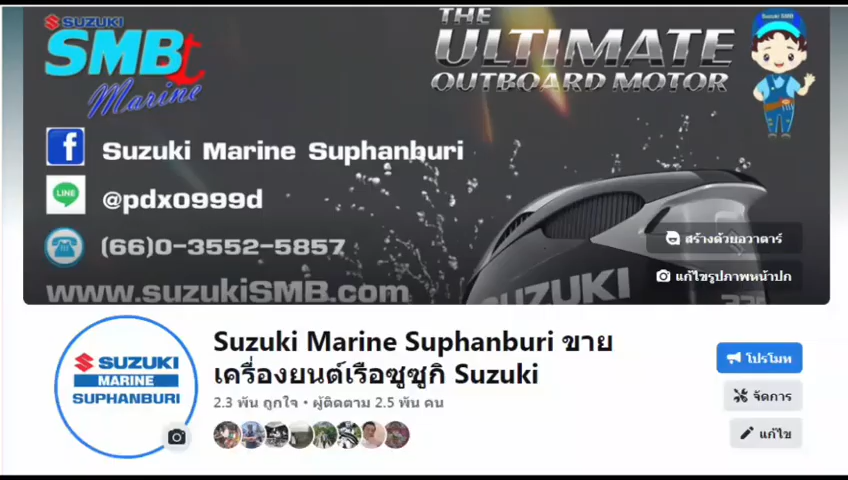 SUZUKI
SMBt
Marine
THE
ULTIMATE
OUTBOARD MOTOR
Suzuki SMB
Suzuki Marine Suphanburi
LINE
@pdx0999d
(66)0-3552-5857
www.suzukiSMB.com
SUZUKI
สร้างด้วยอวาตาร์
แก้ไขรูปภาพหน้าปก
SUZUKI
MARINE
SUPHANBURI
Suzuki Marine Suphanburi ขาย
เครื่องยนต์เรือซูซูกิ Suzuki
2.3 พัน ถูกใจ • ผู้ติดตาม 2.5 พัน คน
โปรโมท
จัดการ
แก้ไข